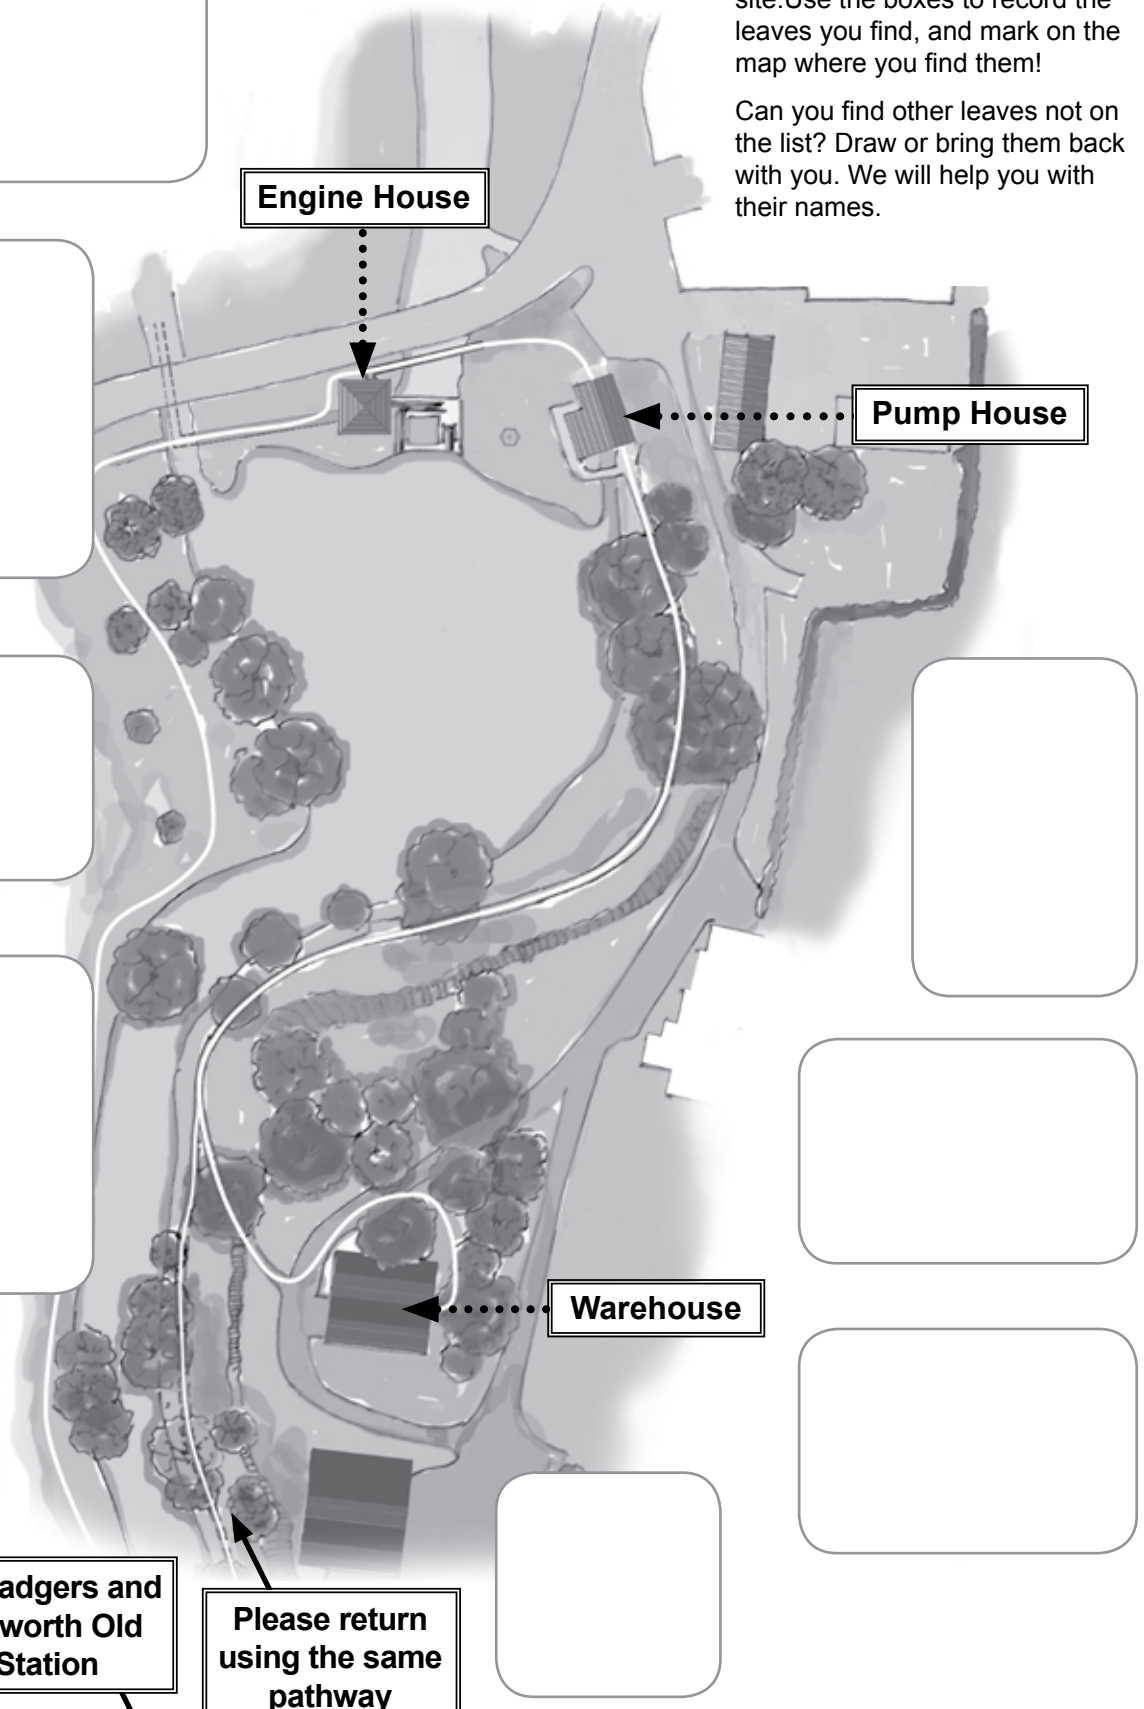 site.Use the boxes to record the
leaves you find, and mark on the
map where you find them!
Can you find other leaves not on
the list? Draw or bring them back
with you. We will help you with
their names.
Engine House
Pump House
Warehouse
adgers and
worth Old
Station
Please return
using the same
pathway